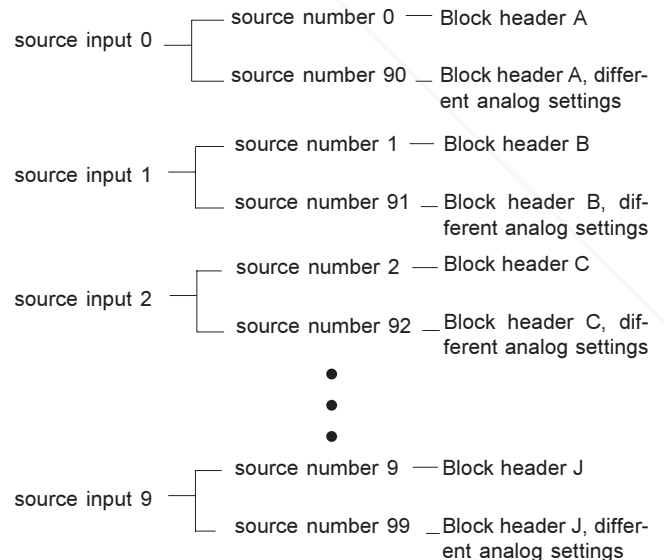 source number 0 Block header A
source input 0
source number 90 Block header A, differ-
ent analog settings
source number 1 Block header B
source input 1
source number 91 Block header B, dif-
ferent analog settings
source number 2 Block header C
source input 2
source number 92 Block header C, dif-
ferent analog settings
source number 9 Block header J
source input 9
source number 99 Block header J, differ-
ent analog settings